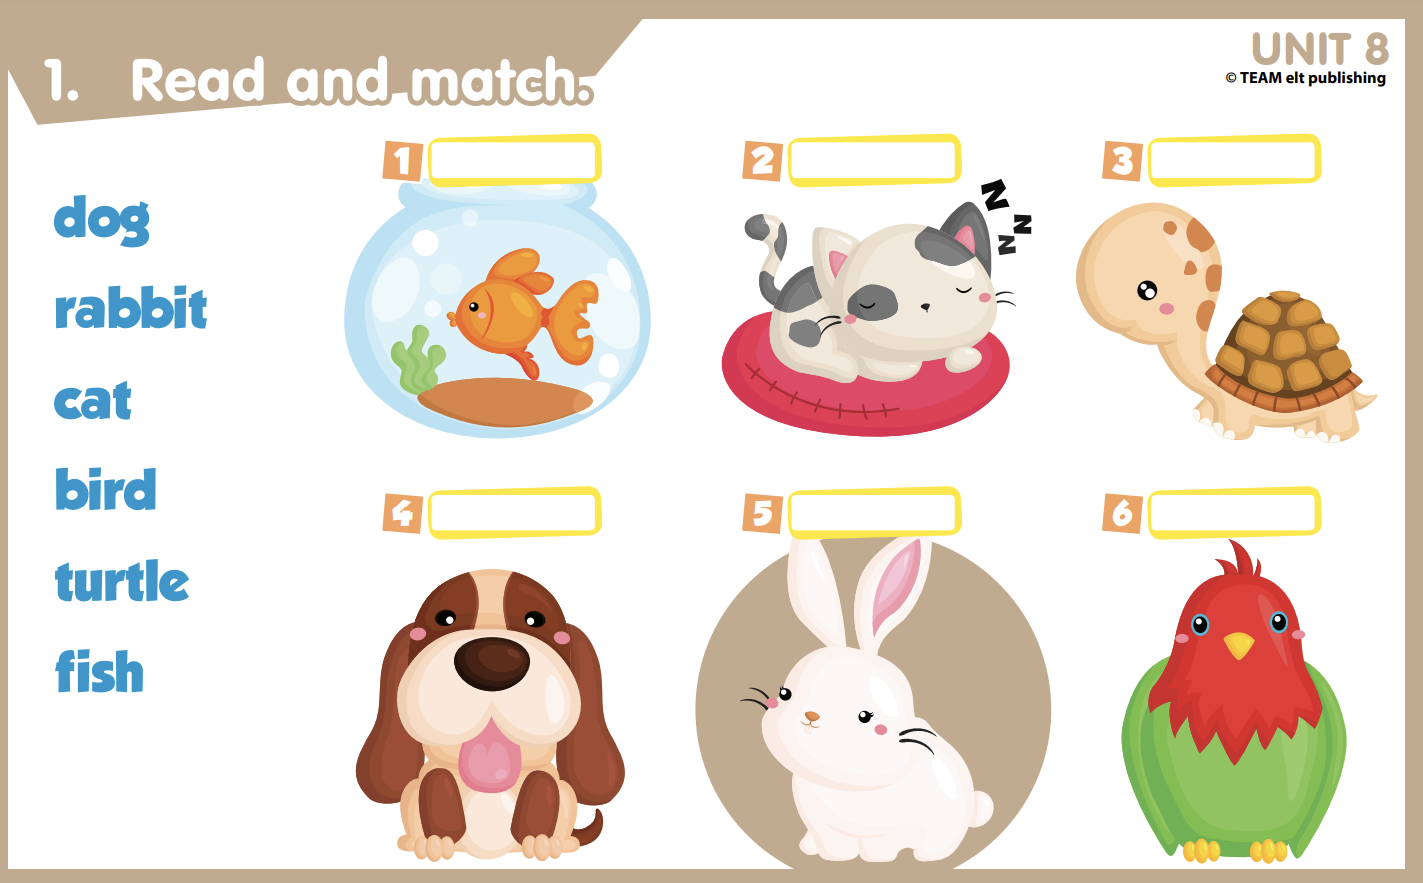 1. Read and match.
UNIT 8
© TEAM elt publishing
dog
rabbit
cat
bird
turtle
fish
1
2
z
z
z
3
4
5
6